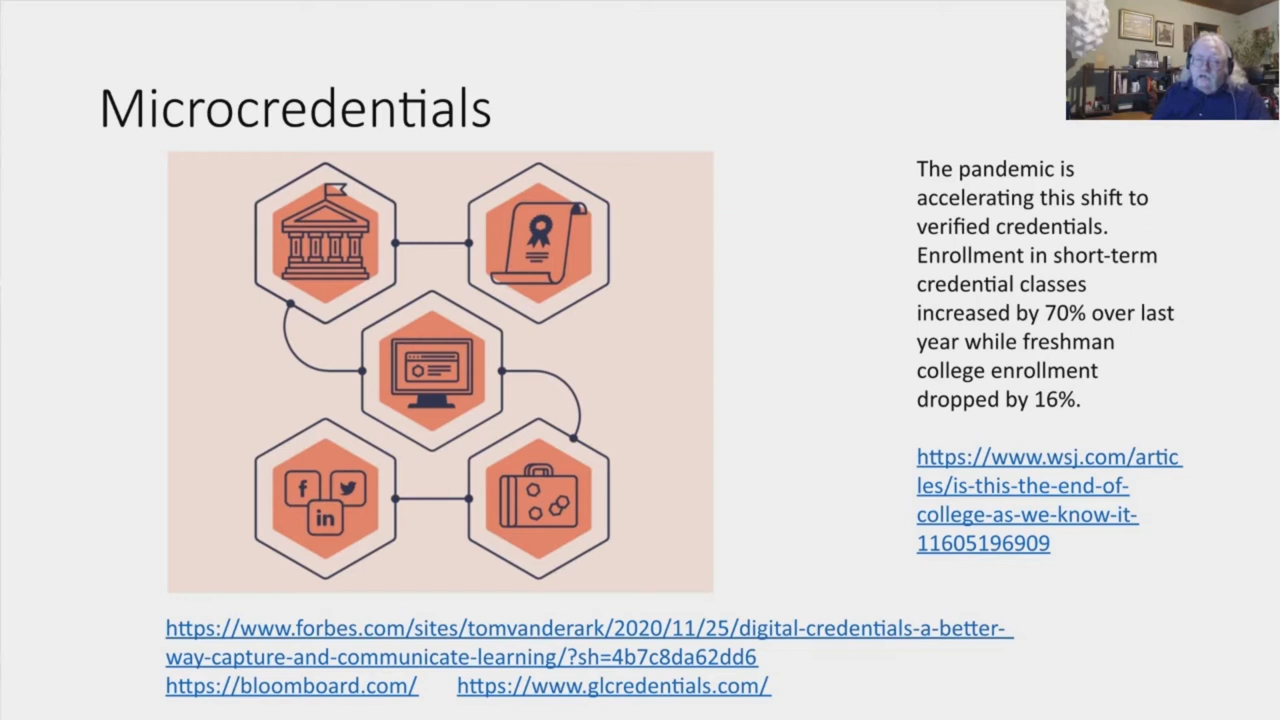 Microcredentials
The pandemic is
accelerating this shift to
verified credentials.
Enrollment in short-term
credential classes
increased by 70% over last
year while freshman
college enrollment
dropped by 16%.
https://www.wsj.com/artic
les/is-this-the-end-of-
college-as-we-know-it-
11605196909
f
in
https://www.forbes.com/sites/tomvanderark/2020/11/25/digital-credentials-a-better-
way-capture-and-communicate-learning/?sh=4b7c8da62dd6
https://bloomboard.com/ https://www.glcredentials.com/